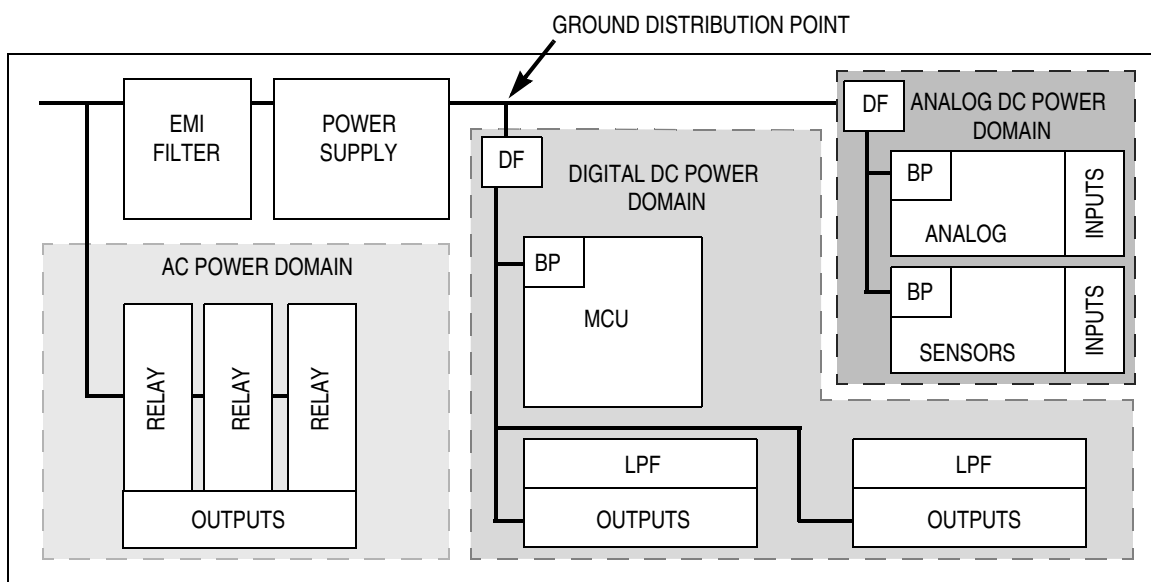 GROUND DISTRIBUTION POINT
EMI
FILTER
POWER
SUPPLY
DF
DIGITAL DC POWER
DOMAIN
BP
MCU
LPF
OUTPUTS
LPF
OUTPUTS
DF
ANALOG DC POWER
DOMAIN
BP
ANALOG
INPUTS
BP
SENSORS
INPUTS
AC POWER DOMAIN
RELAY
RELAY
RELAY
OUTPUTS